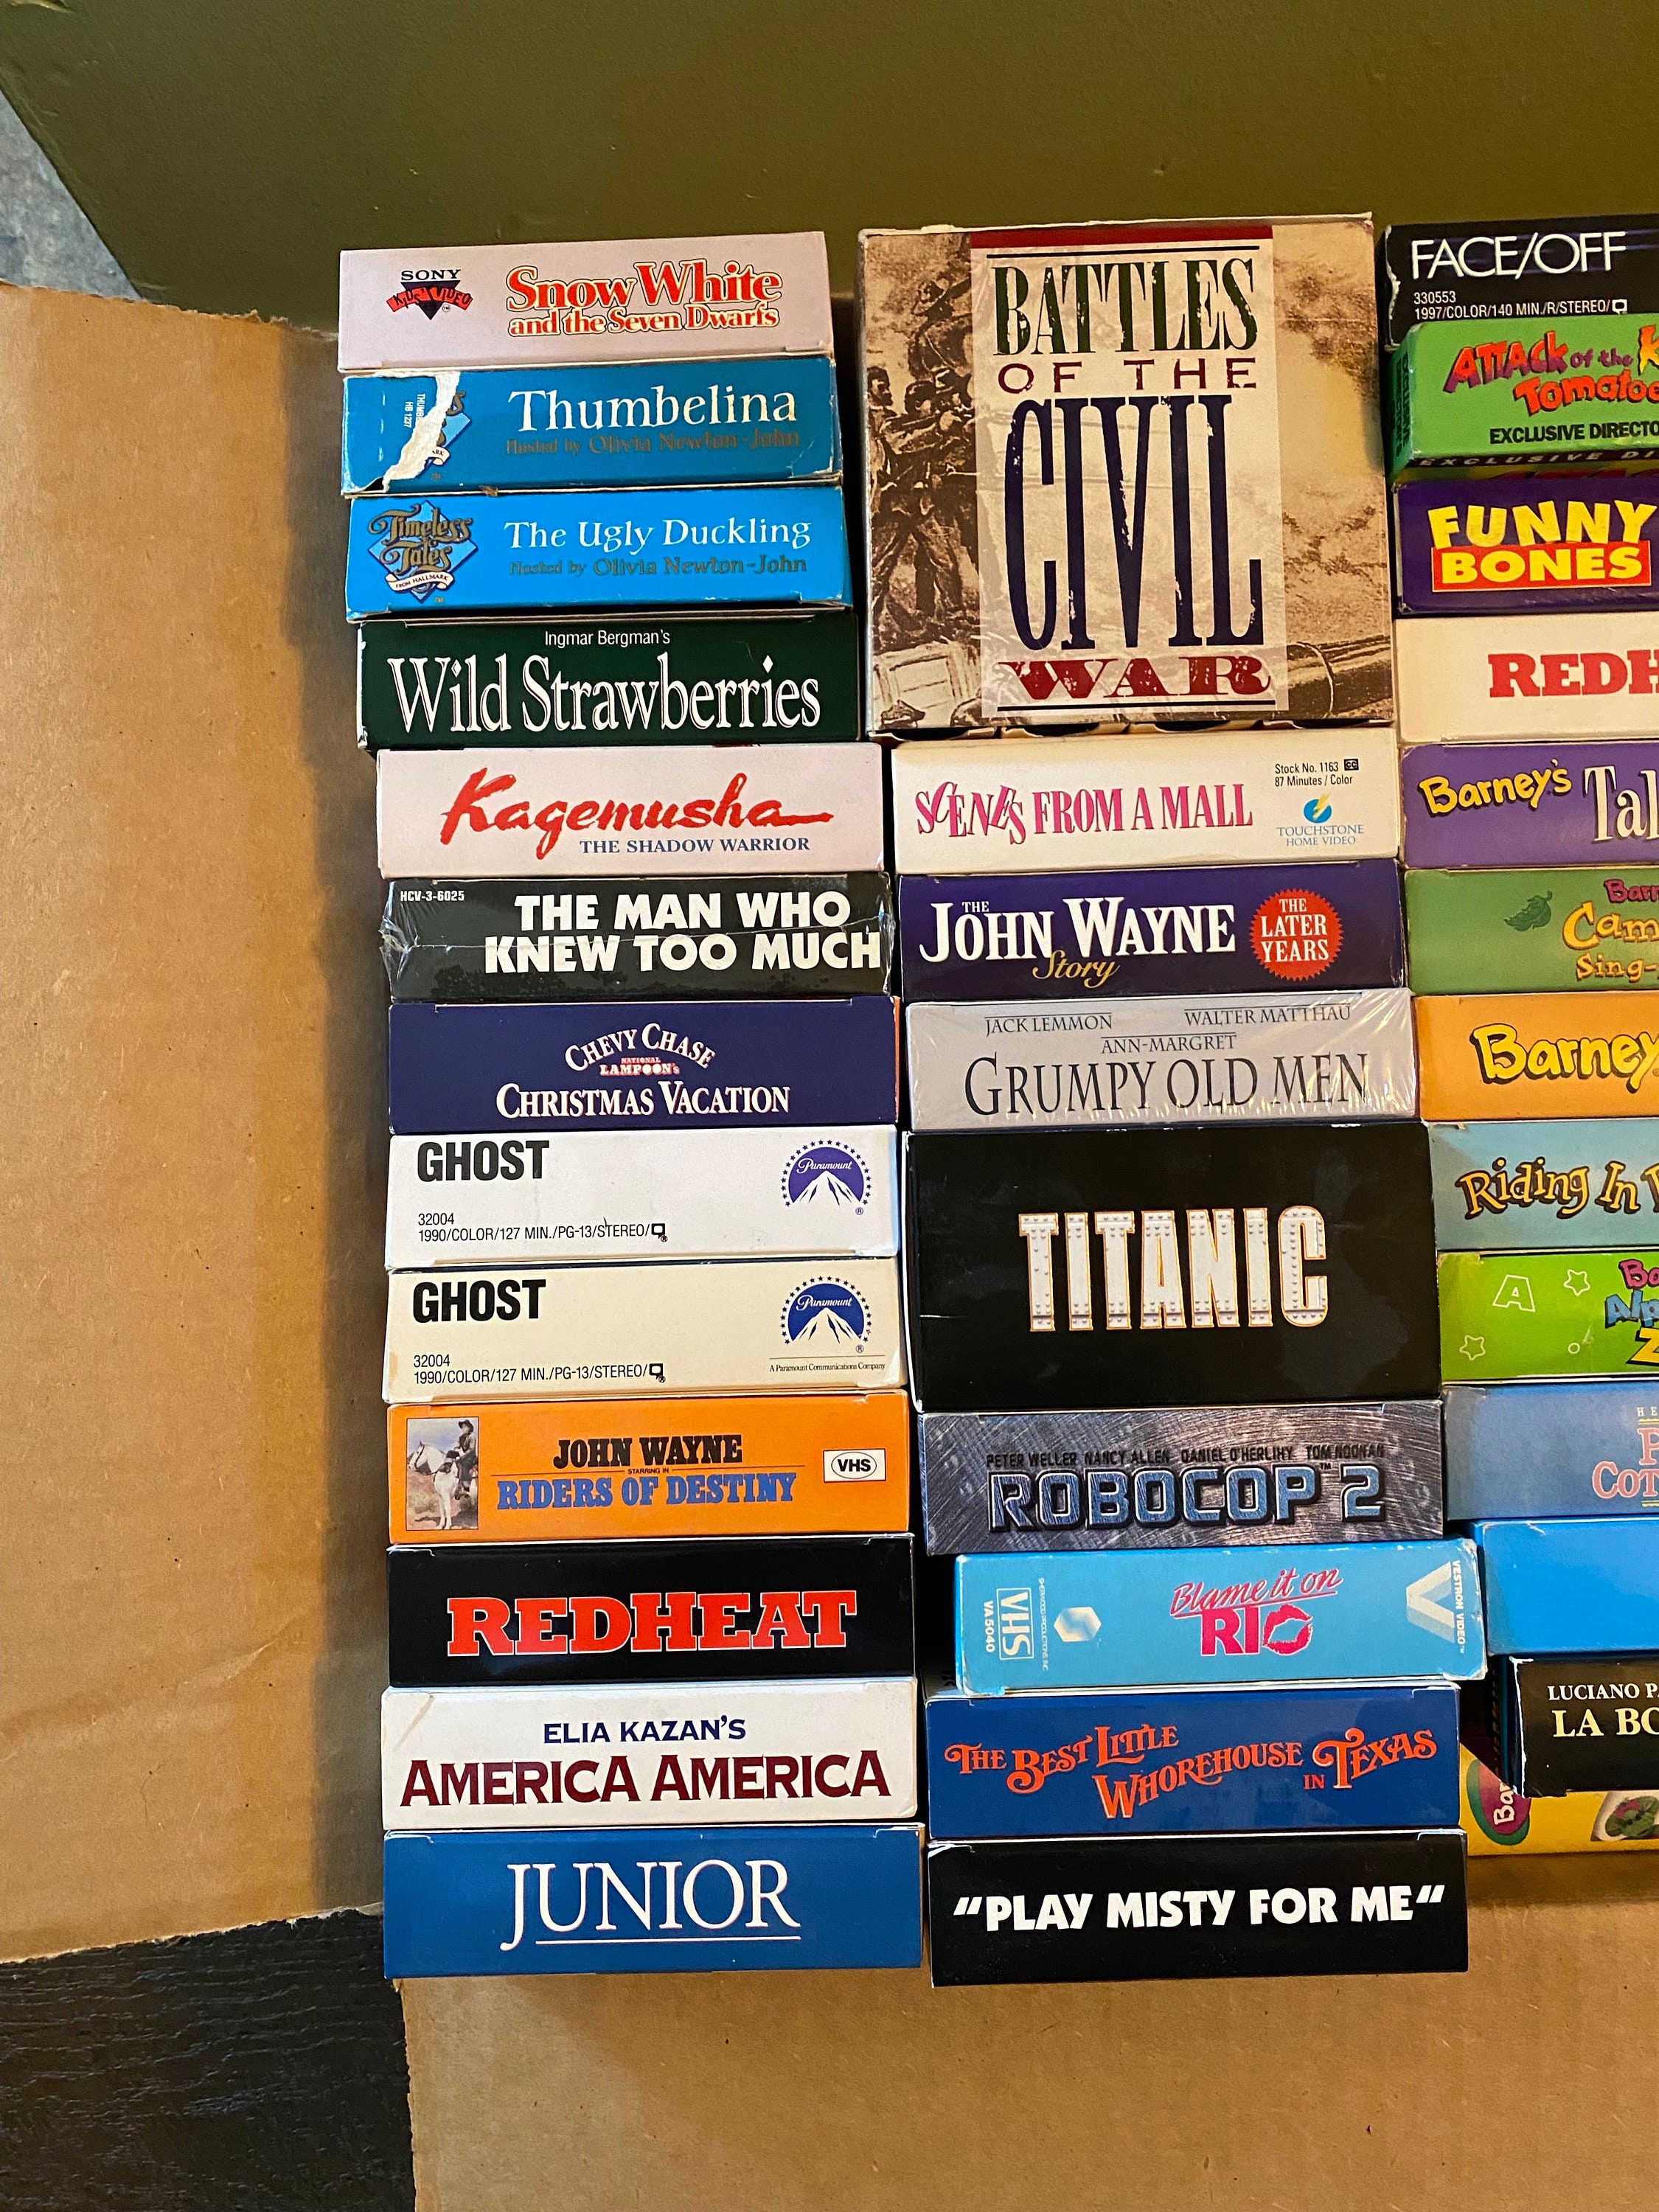 SONY
KIDS' VIDEO
Snow White
and the Seven Dwarfs
Thumbelina
Hosted by Olivia Newton-John
HB 1237
Timeless
Tales
FROM HALLMARK
The Ugly Duckling
Hosted by Olivia Newton-John
Ingmar Bergman's
Wild Strawberries
Kagemusha
THE SHADOW WARRIOR
HCV-3-6025
THE MAN WHO
KNEW TOO MUCH
CHEVY CHASE
NATIONAL
LAMPOON's
CHRISTMAS VACATION
GHOST
Paramount
32004
1990/COLOR/127 MIN./PG-13/STEREO/
GHOST
Paramount
A Paramount Communications Company
32004
1990/COLOR/127 MIN./PG-13/STEREO/
JOHN WAYNE
STARRING IN
RIDERS OF DESTINY
VHS
REDHEAT
ELIA KAZAN'S
AMERICA AMERICA
JUNIOR
BATTLES
OF THE
CIVIL
WAR
SCENES FROM A MALL
Stock No. 1163 CC
87 Minutes / Color
TOUCHSTONE
HOME VIDEO
THE
JOHN WAYNE
Story
THE
LATER
YEARS
JACK LEMMON WALTER MATTHAU
ANN-MARGRET
GRUMPY OLD MEN
TITANIC
PETER WELLER NANCY ALLEN DANIEL O'HERLIHY TOM NOONAN
ROBOCOP 2
VHS
VA 5040
Blame it on
RIO
VESTRON VIDEO
THE BEST LITTLE
WHOREHOUSE IN TEXAS
"PLAY MISTY FOR ME"
FACE/OFF
330553
1997/COLOR/140 MIN./R/STEREO/
ATTACK of the
EXCLUSIVE
FUNNY
BONES
Barney's
Sing-
Barney
Riding In
A
LUCIANO
LA